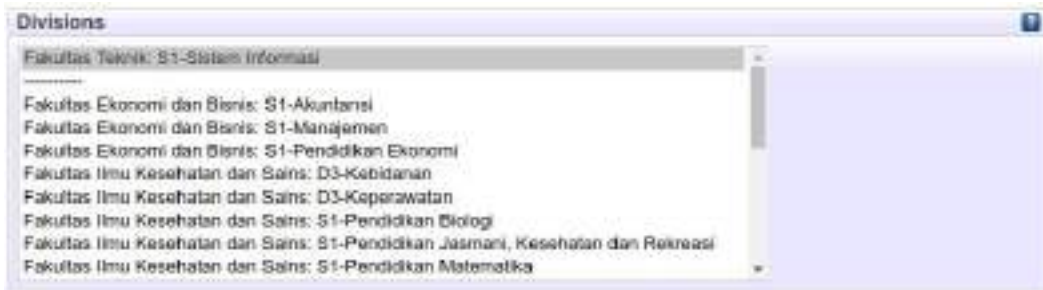 Divisions
Fakultas Teknik: S1-Sistem Informasi
----------
Fakultas Ekonomi dan Bisnis: S1-Akuntansi
Fakultas Ekonomi dan Bisnis: S1-Manajemen
Fakultas Ekonomi dan Bisnis: S1-Pendidikan Ekonomi
Fakultas Ilmu Kesehatan dan Sains: D3-Kebidanan
Fakultas Ilmu Kesehatan dan Sains: D3-Keperawatan
Fakultas Ilmu Kesehatan dan Sains: S1-Pendidikan Biologi
Fakultas Ilmu Kesehatan dan Sains: S1-Pendidikan Jasmani, Kesehatan dan Rekreasi
Fakultas Ilmu Kesehatan dan Sains: S1-Pendidikan Matematika